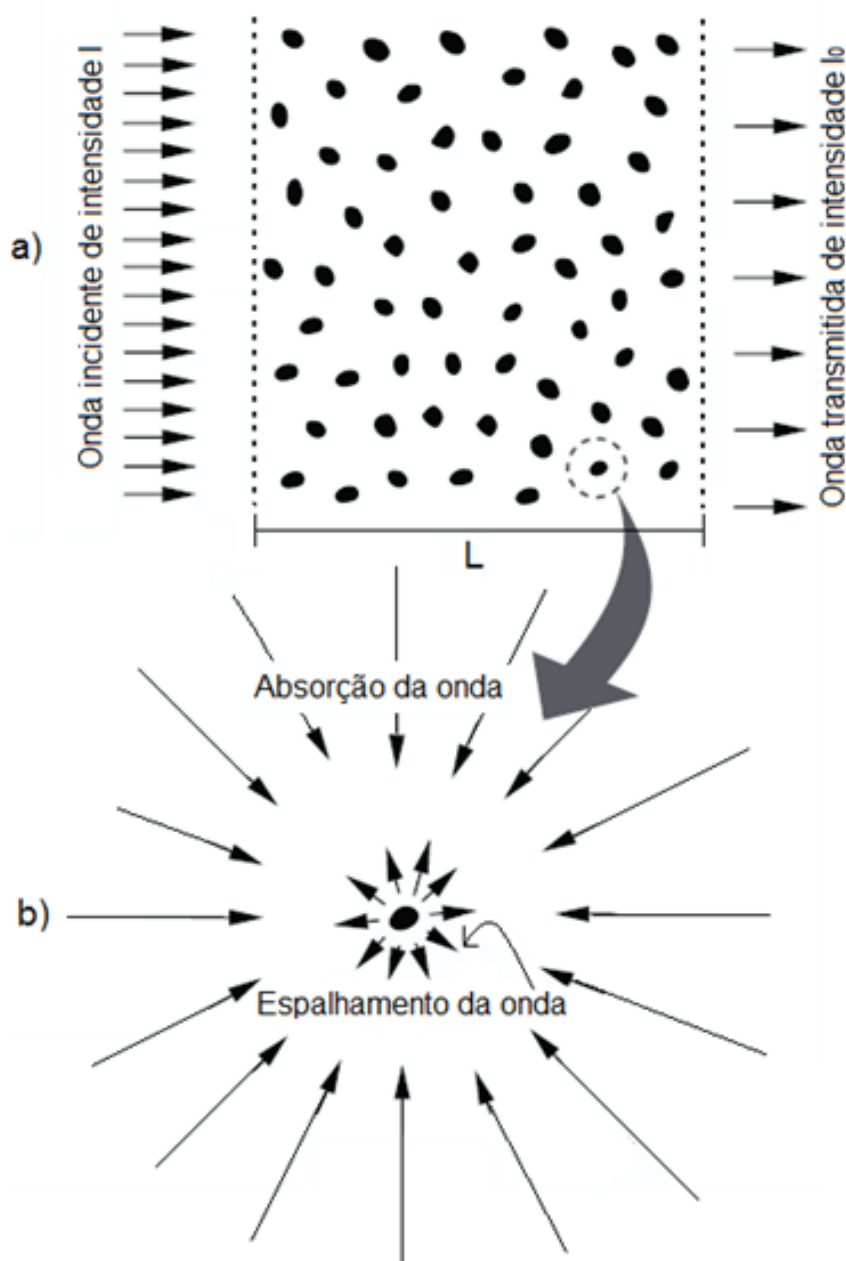 Onda incidente de intensidade I
Onda transmitida de intensidade I₀
a)
L
Absorção da onda
b)
Espalhamento da onda